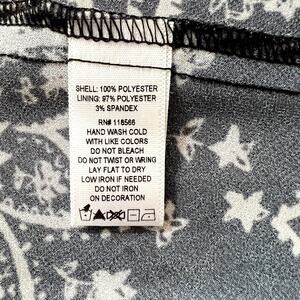 SHELL: 100% POLYESTER
LINING: 97% POLYESTER
3% SPANDEX
RN# 118566
HAND WASH COLD
WITH LIKE COLORS
DO NOT BLEACH
DO NOT TWIST OR WRING
LAY FLAT TO DRY
LOW IRON IF NEEDED
DO NOT IRON
ON DECORATION